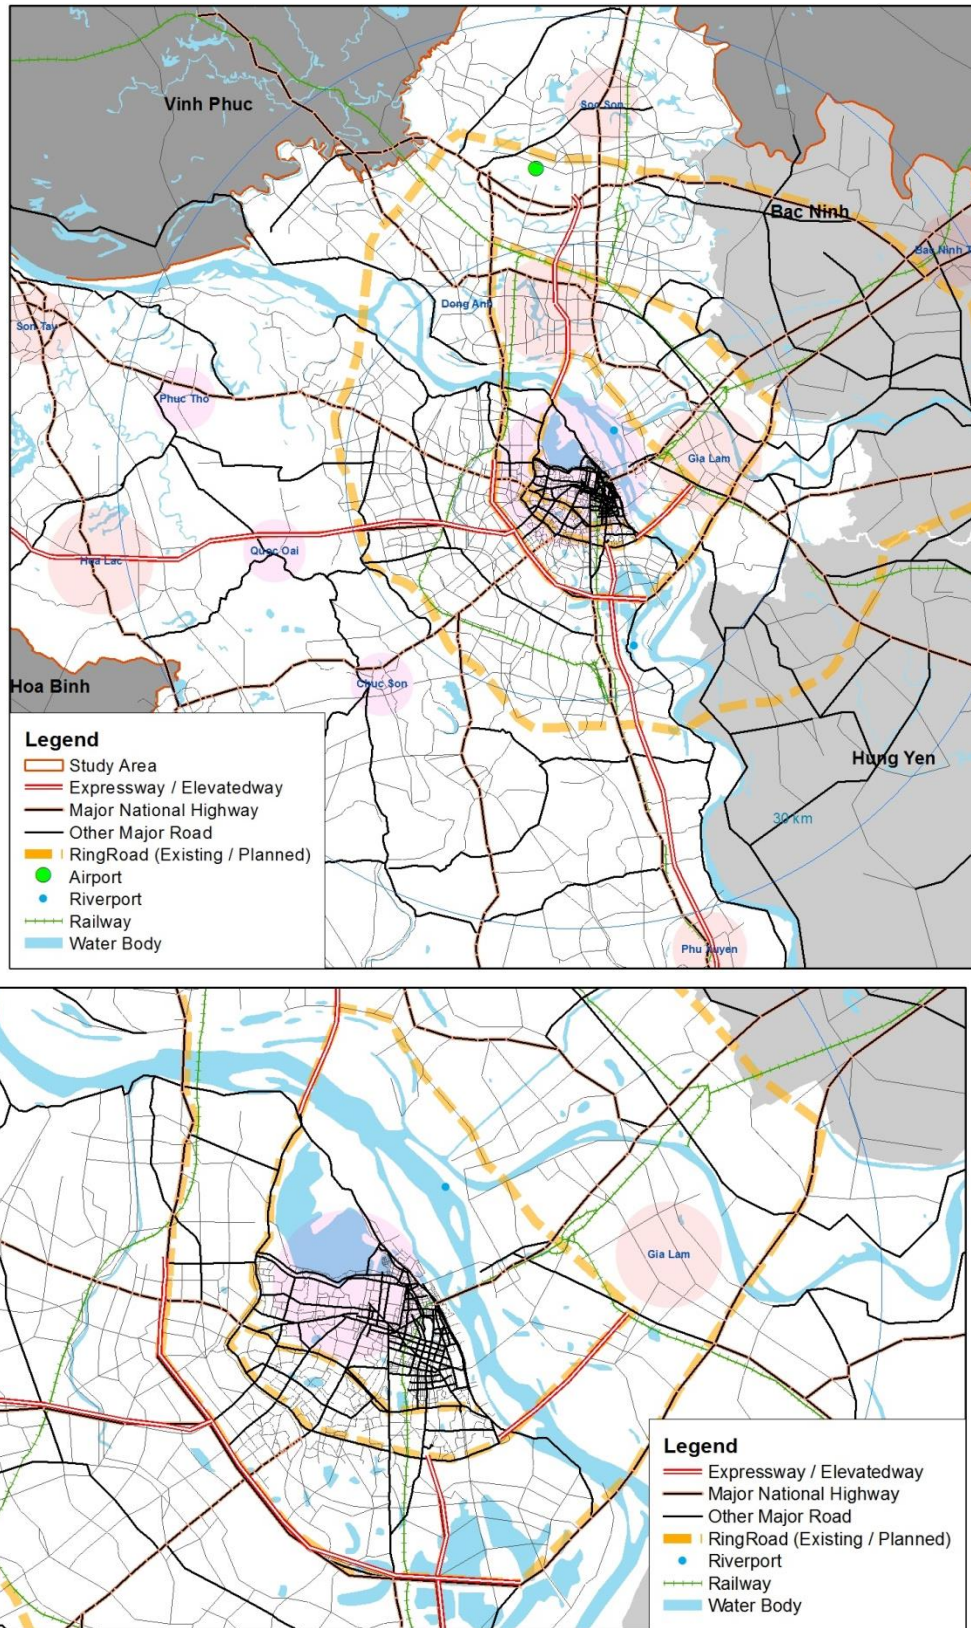 Vinh Phuc
Soc Son
Bac Ninh
Bac Ninh T
Dong Anh
Son Tay
Phuc Tho
Gia Lam
Quoc Oai
Hoa Lac
Hoa Binh
Chuc Son
Hung Yen
30 km
Phu Xuyen
Legend
Study Area
Expressway / Elevatedway
Major National Highway
Other Major Road
RingRoad (Existing / Planned)
Airport
Riverport
Railway
Water Body
Gia Lam
Legend
Expressway / Elevatedway
Major National Highway
Other Major Road
RingRoad (Existing / Planned)
Riverport
Railway
Water Body